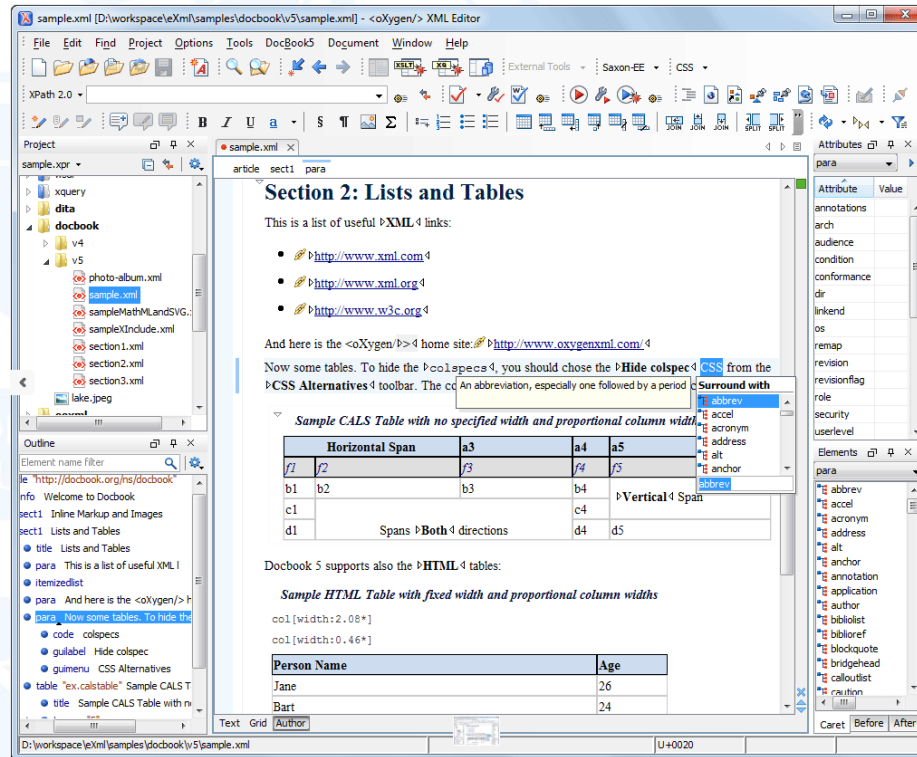 sample.xml [D:\workspace\eXml\samples\docbook\v5\sample.xml] - <oXygen/> XML Editor
File Edit Find Project Options Tools DocBook5 Document Window Help
External Tools Saxon-EE CSS
XPath 2.0
B I U a § ¶ Σ JOIN JOIN JOIN SPLIT SPLIT
Project
sample.xpr
xquery
dita
docbook
v4
v5
photo-album.xml
sample.xml
sampleMathMLandSVG.
sampleXInclude.xml
section1.xml
section2.xml
section3.xml
lake.jpeg
Outline
Element name filter
"http://docbook.org/ns/docbook"
nfo Welcome to Docbook
sect1 Inline Markup and Images
sect1 Lists and Tables
title Lists and Tables
para This is a list of useful XML l
itemizedlist
para And here is the <oXygen/> h
para Now some tables. To hide the
code colspecs
guilabel Hide colspec
guimenu CSS Alternatives
table "ex.calstable" Sample CALS T
title Sample CALS Table with n
sample.xml
article sect1 para
Section 2: Lists and Tables
This is a list of useful XML links:
http://www.xml.com
http://www.xml.org
http://www.w3c.org
And here is the <oXygen/> home site: http://www.oxygenxml.com/
Now some tables. To hide the colspecs, you should chose the Hide colspec CSS from the
CSS Alternatives toolbar. The co
An abbreviation, especially one followed by a period
Surround with
abbrev
accel
acronym
address
alt
anchor
abbrev
Sample CALS Table with no specified width and proportional column width
Horizontal Span a3 a4 a5
f1 f2 f3 f4 f5
b1 b2 b3 b4 Vertical Span
c1 c4
d1 Spans Both directions d4 d5
Docbook 5 supports also the HTML tables:
Sample HTML Table with fixed width and proportional column widths
col[width:2.08*]
col[width:0.46*]
Person Name Age
Jane 26
Bart 24
Text Grid Author
Attributes
para
Attribute Value
annotations
arch
audience
condition
conformance
dir
linkend
os
remap
revision
revisionflag
role
security
userlevel
Elements
para
abbrev
accel
acronym
address
alt
anchor
annotation
application
author
bibliolist
biblioref
blockquote
bridgehead
calloutlist
caution
Caret Before After
D:\workspace\eXml\samples\docbook\v5\sample.xml U+0020